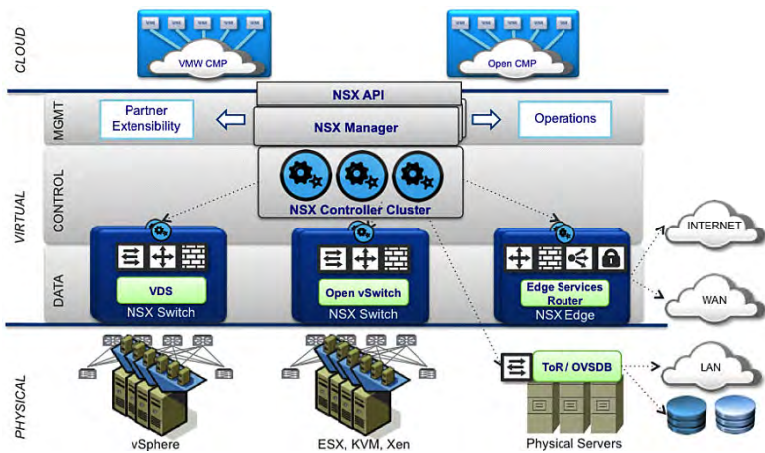 CLOUD
VMW CMP
Open CMP
VIRTUAL
MGMT
Partner
Extensibility
NSX API
NSX Manager
Operations
CONTROL
NSX Controller Cluster
DATA
VDS
NSX Switch
Open vSwitch
NSX Switch
Edge Services
Router
NSX Edge
INTERNET
WAN
PHYSICAL
vSphere
ESX, KVM, Xen
ToR / OVSDB
Physical Servers
LAN